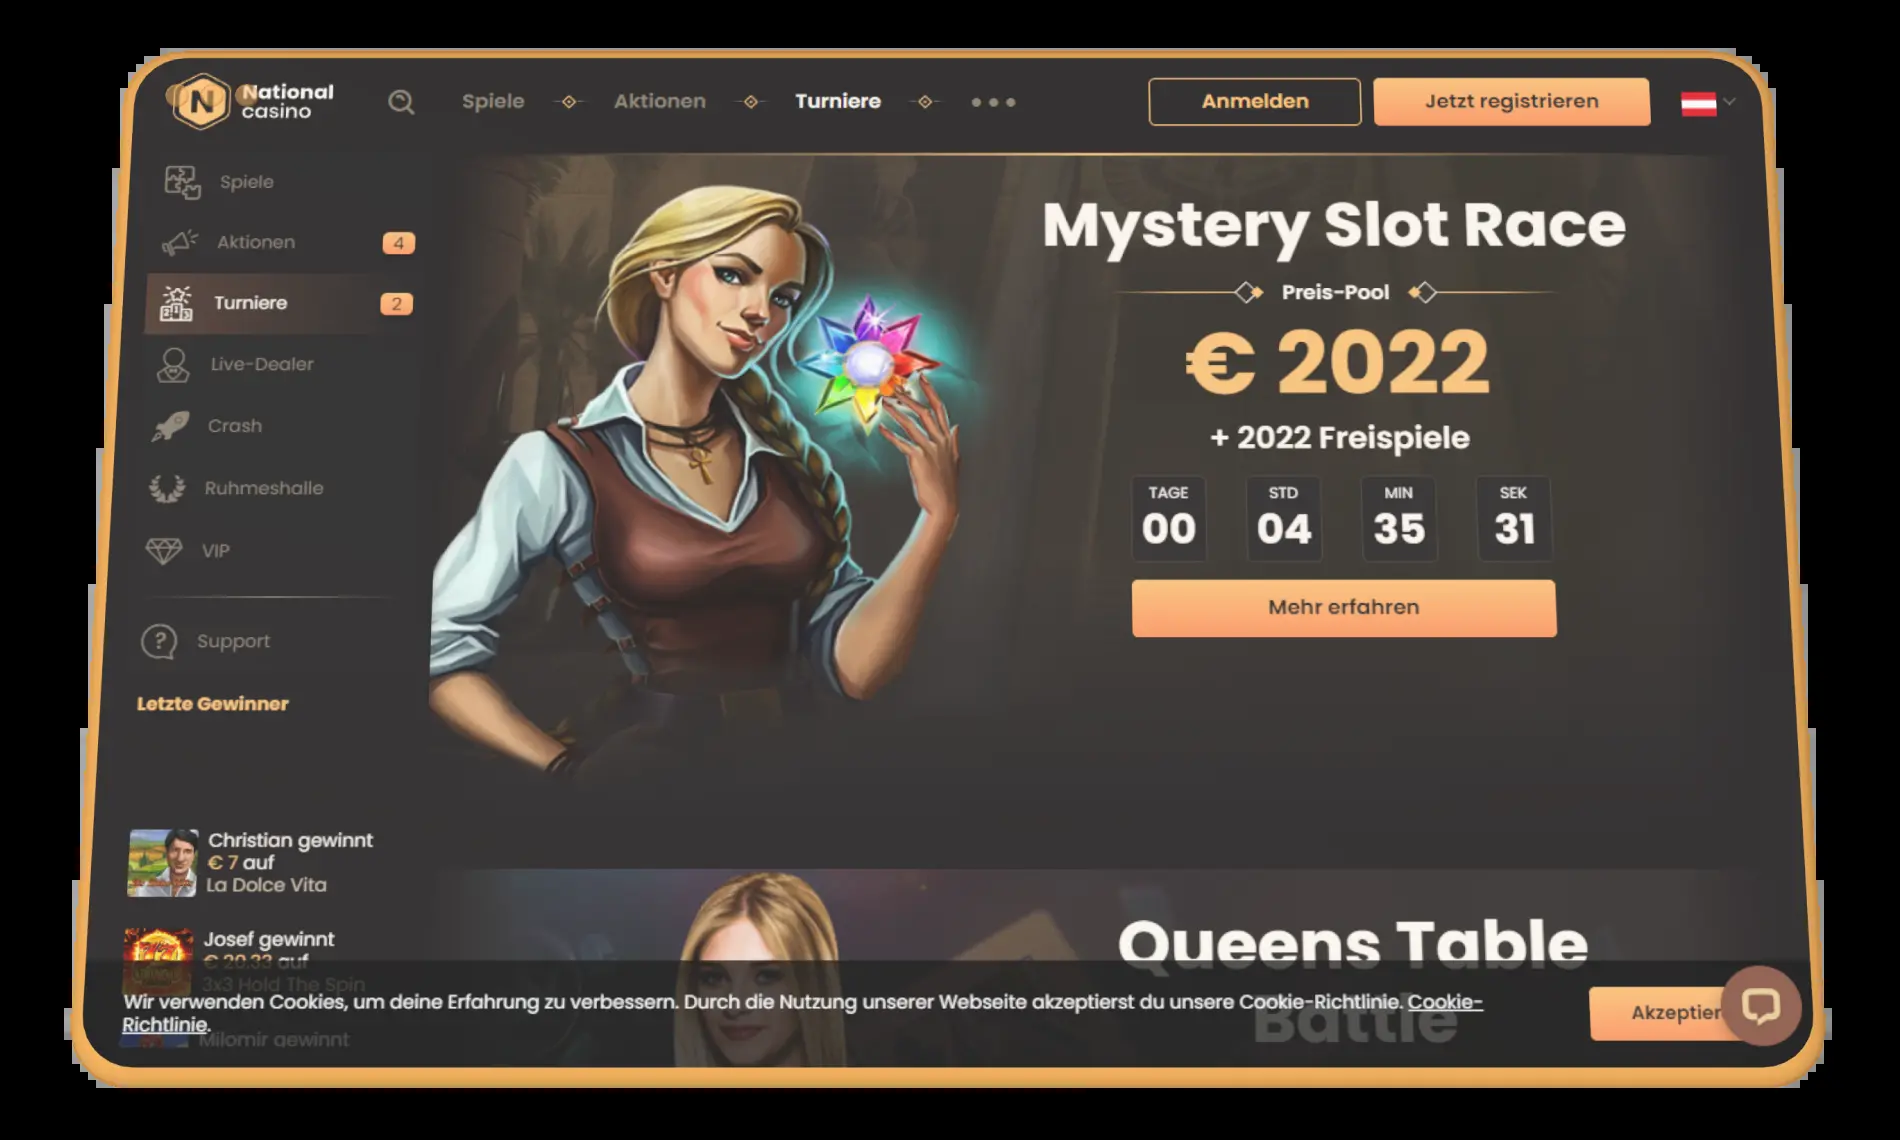 National
casino
Spiele
Aktionen
Turniere
Anmelden
Jetzt registrieren
Spiele
Aktionen
4
Turniere
2
Live-Dealer
Crash
Ruhmeshalle
VIP
Support
Letzte Gewinner
Christian gewinnt
€ 7 auf
La Dolce Vita
Josef gewinnt
€ 20.33 auf
3x3 Hold The Spin
Milomir gewinnt
Mystery Slot Race
Preis-Pool
€ 2022
+ 2022 Freispiele
TAGE STD MIN SEK
00 04 35 31
Mehr erfahren
Queens Table
Battle
Wir verwenden Cookies, um deine Erfahrung zu verbessern. Durch die Nutzung unserer Webseite akzeptierst du unsere Cookie-Richtlinie. Cookie-
Richtlinie.
Akzeptier